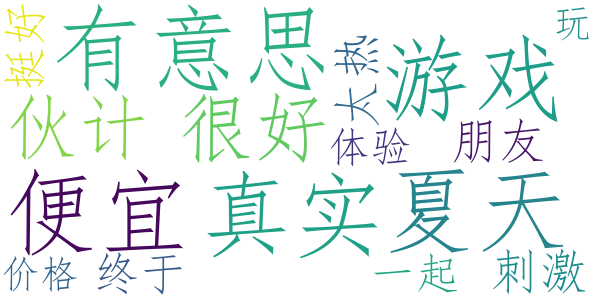 挺好
有意思
太热
游戏
玩
伙计
很好
体验
朋友
便宜
真实
夏天
价格
终于
一起
刺激